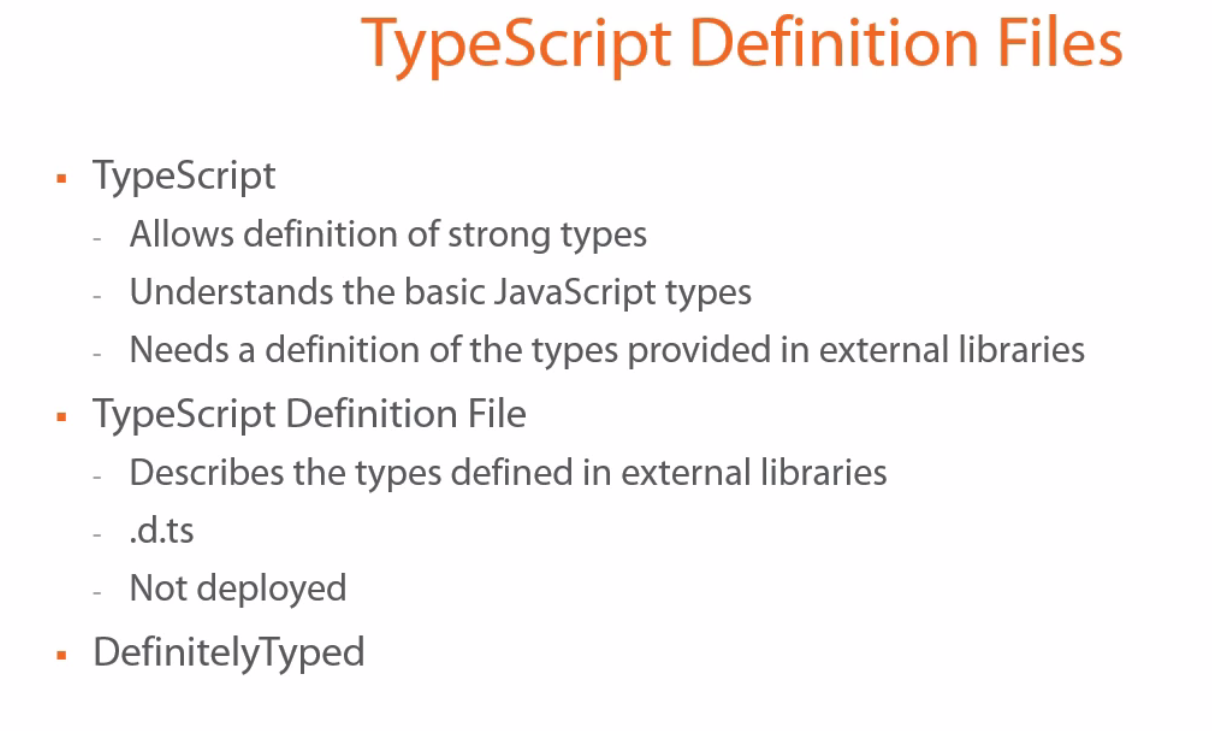 TypeScript Definition Files
▪ TypeScript
- Allows definition of strong types
- Understands the basic JavaScript types
- Needs a definition of the types provided in external libraries
▪ TypeScript Definition File
- Describes the types defined in external libraries
- .d.ts
- Not deployed
▪ DefinitelyTyped